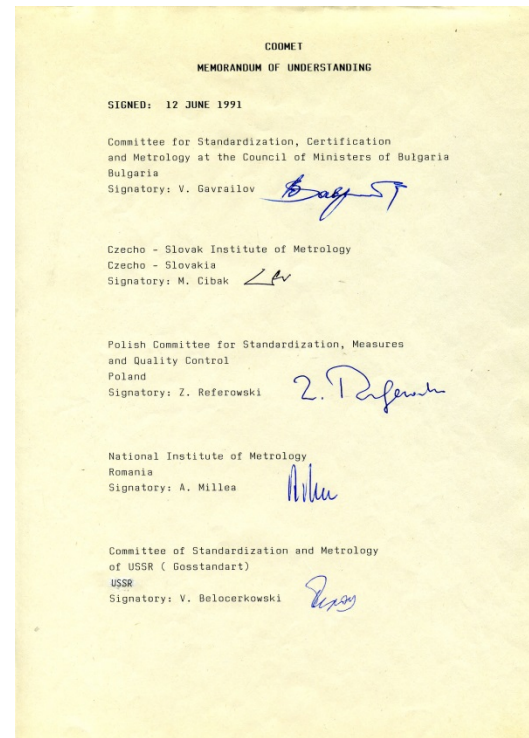 COOMET
MEMORANDUM OF UNDERSTANDING
SIGNED: 12 JUNE 1991
Committee for Standardization, Certification
and Metrology at the Council of Ministers of Bulgaria
Bulgaria
Signatory: V. Gavrailov
Czecho - Slovak Institute of Metrology
Czecho - Slovakia
Signatory: M. Cibak
Polish Committee for Standardization, Measures
and Quality Control
Poland
Signatory: Z. Referowski
National Institute of Metrology
Romania
Signatory: A. Millea
Committee of Standardization and Metrology
of USSR ( Gosstandart)
USSR
Signatory: V. Belocerkowski